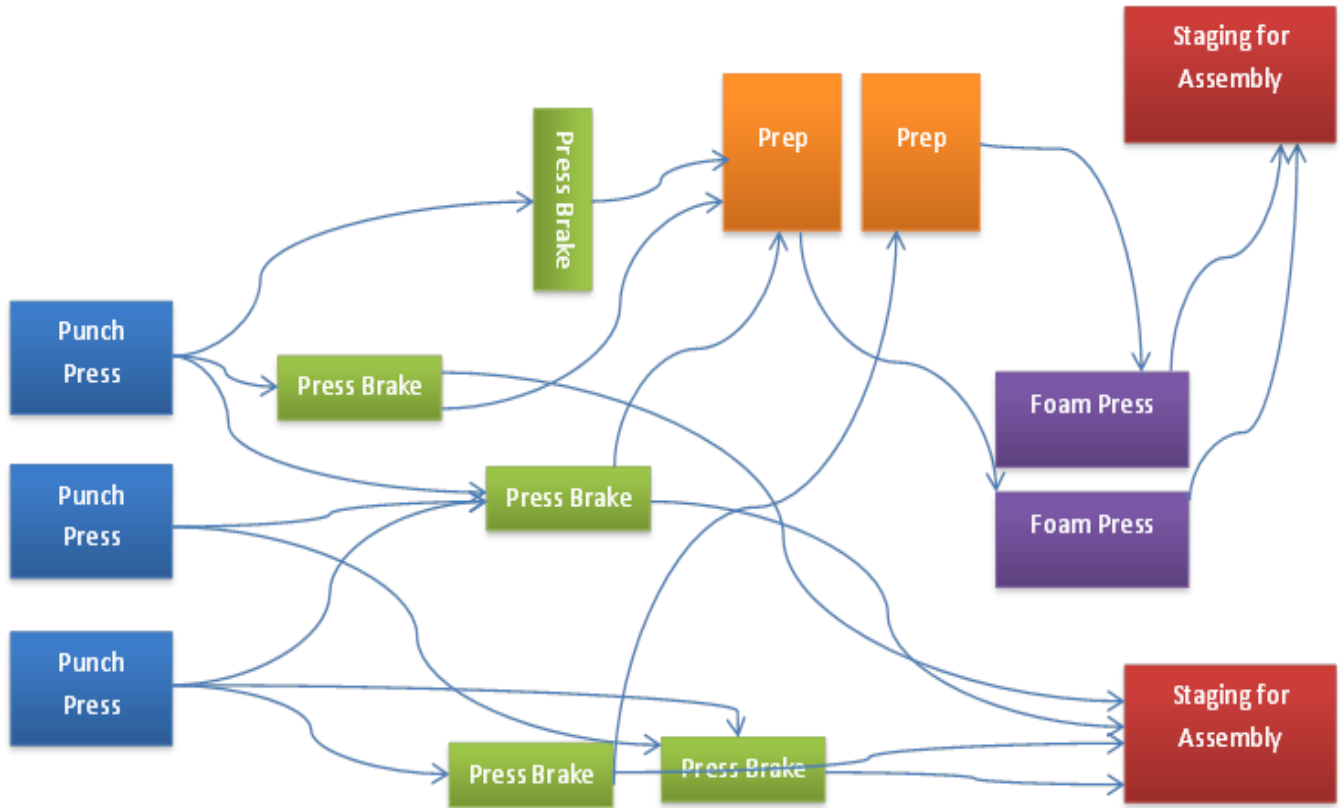 Staging for
Assembly
Prep
Prep
Press Brake
Punch
Press
Press Brake
Foam Press
Punch
Press
Press Brake
Foam Press
Punch
Press
Staging for
Assembly
Press Brake
Press Brake